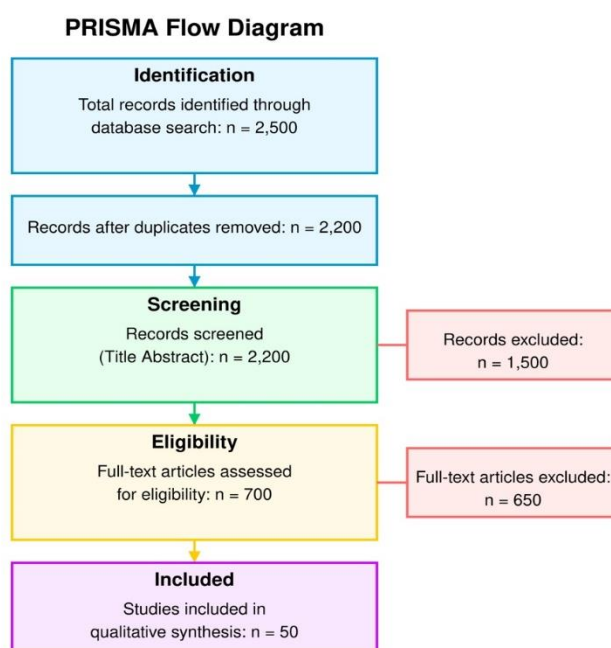 PRISMA Flow Diagram
Identification
Total records identified through
database search: n = 2,500
Records after duplicates removed: n = 2,200
Screening
Records screened
(Title Abstract): n = 2,200
Records excluded:
n = 1,500
Eligibility
Full-text articles assessed
for eligibility: n = 700
Full-text articles excluded:
n = 650
Included
Studies included in
qualitative synthesis: n = 50